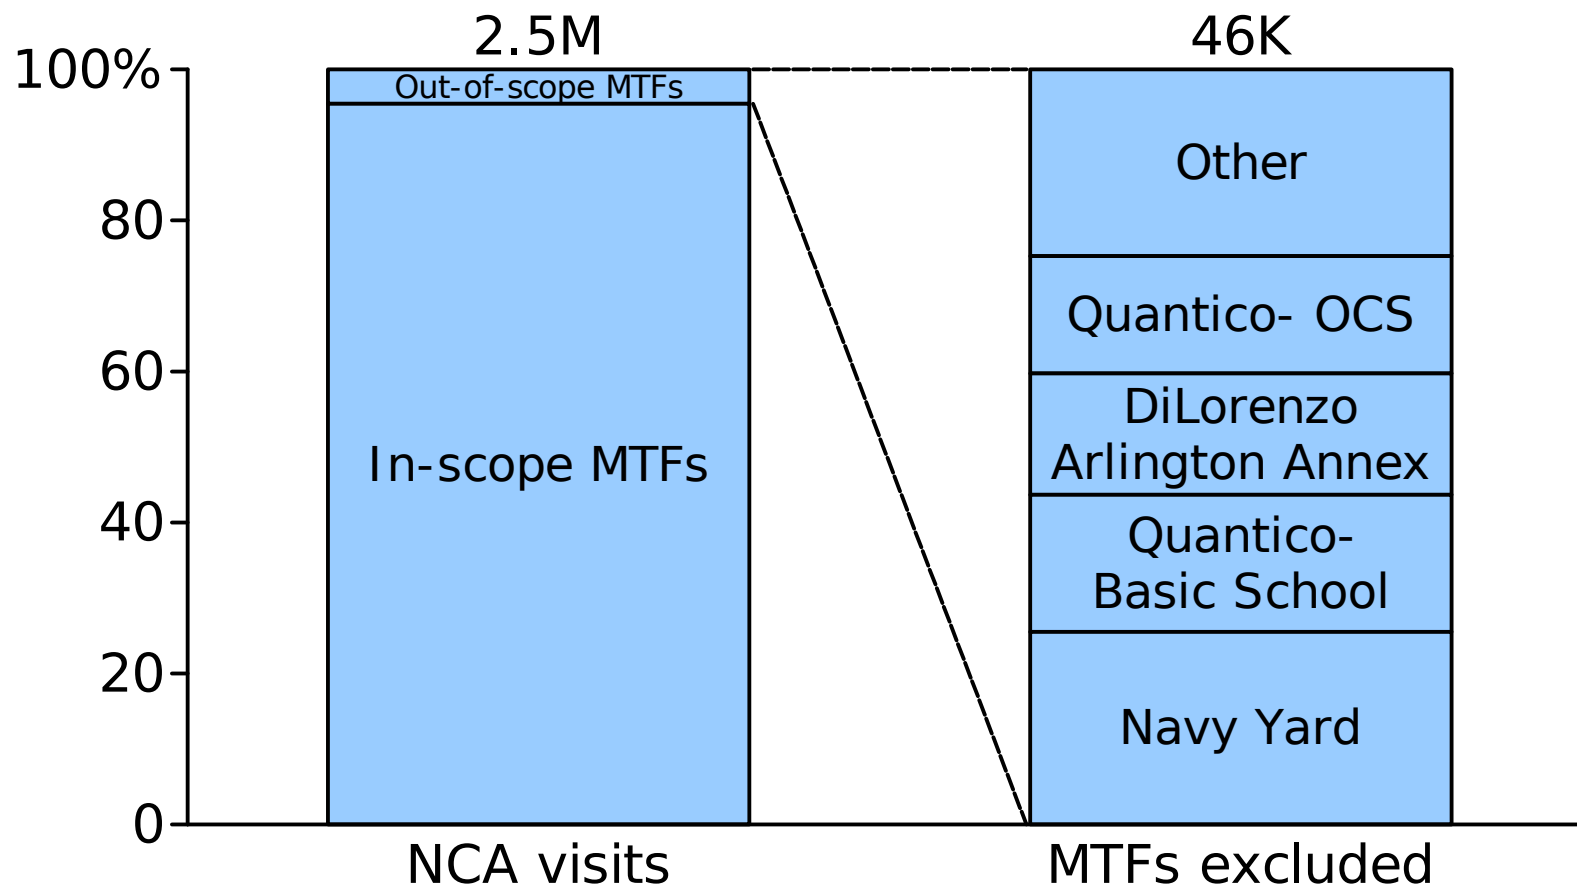 2.5M
46K
100%
80
60
40
20
0
Out-of-scope MTFs
In-scope MTFs
Other
Quantico- OCS
DiLorenzo
Arlington Annex
Quantico-
Basic School
Navy Yard
NCA visits
MTFs excluded